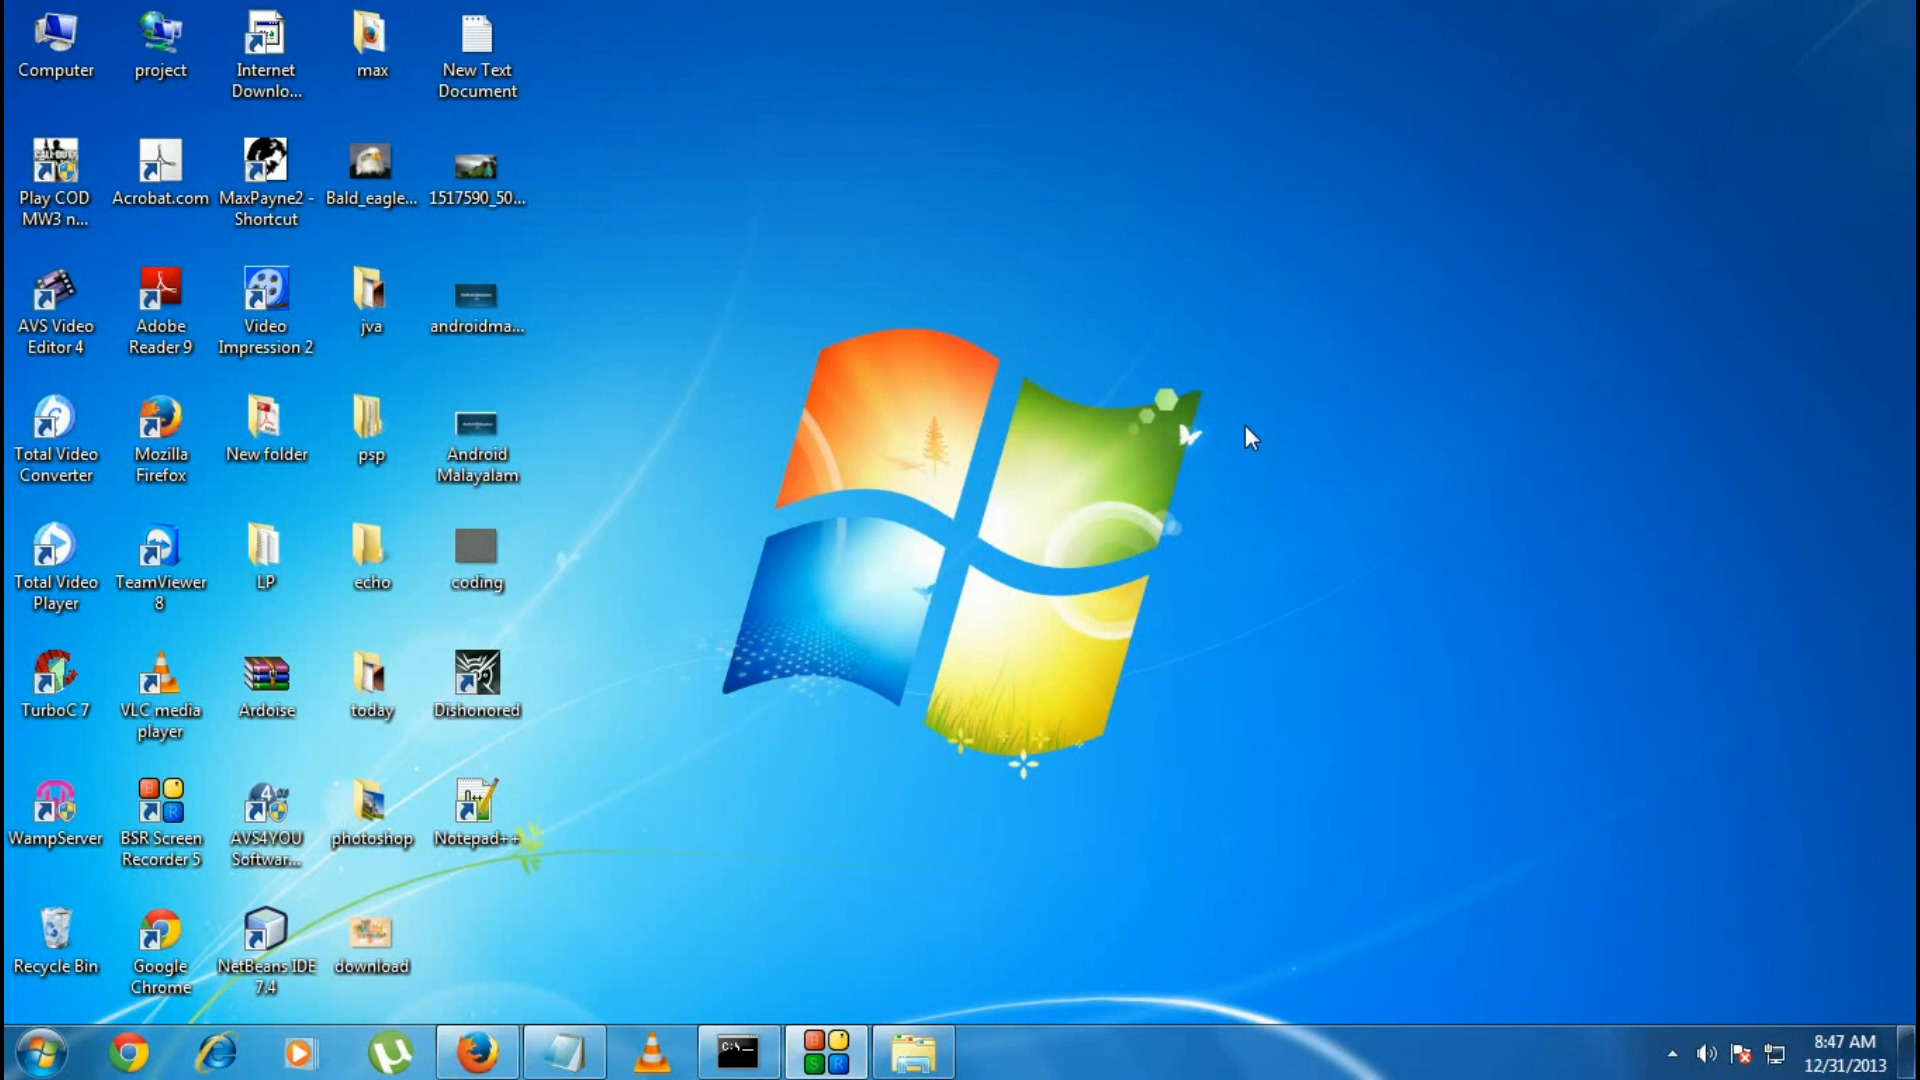 Computer
project
Internet
Downlo...
max
New Text
Document
Play COD
MW3 n...
Acrobat.com
MaxPayne2 -
Shortcut
Bald_eagle...
1517590_50...
AVS Video
Editor 4
Adobe
Reader 9
Video
Impression 2
jva
androidma...
Total Video
Converter
Mozilla
Firefox
New folder
psp
Android
Malayalam
Total Video
Player
TeamViewer
8
LP
echo
coding
TurboC 7
VLC media
player
Ardoise
today
Dishonored
WampServer
BSR Screen
Recorder 5
AVS4YOU
Softwar...
photoshop
Notepad++
Recycle Bin
Google
Chrome
NetBeans IDE
7.4
download
C:\
B
S R
8:47 AM
12/31/2013